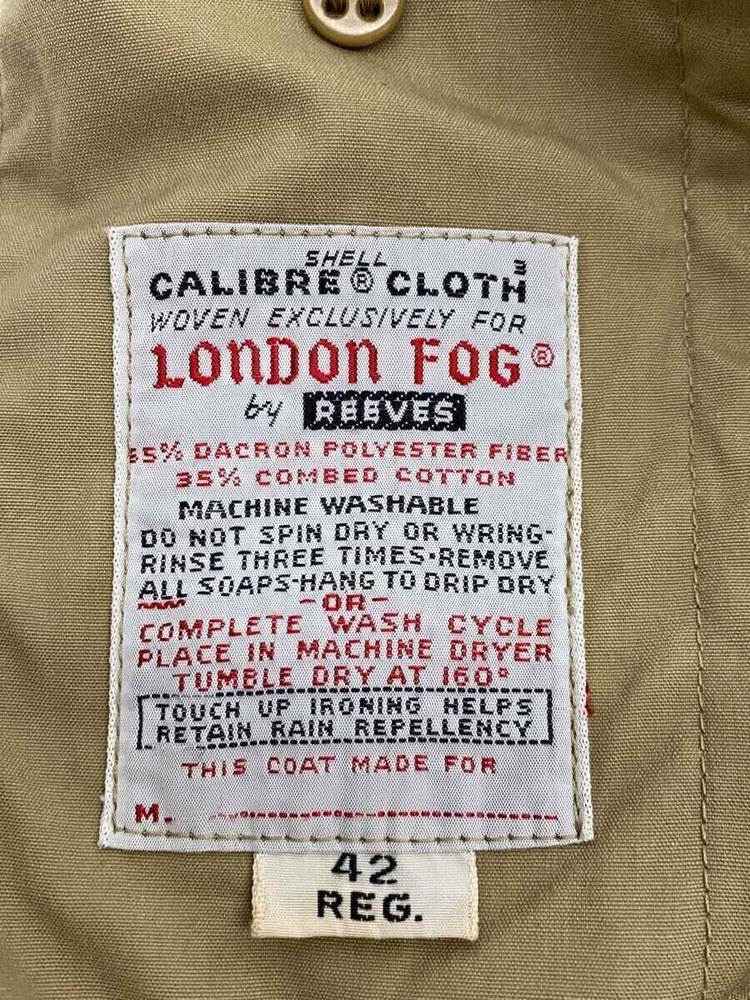 SHELL
CALIBRE® CLOTH³
WOVEN EXCLUSIVELY FOR
LONDON FOG®
by REEVES
65% DACRON POLYESTER FIBER
35% COMBED COTTON
MACHINE WASHABLE
DO NOT SPIN DRY OR WRING-
RINSE THREE TIMES·REMOVE
ALL SOAPS-HANG TO DRIP DRY
-OR-
COMPLETE WASH CYCLE
PLACE IN MACHINE DRYER
TUMBLE DRY AT 160°
TOUCH UP IRONING HELPS
RETAIN RAIN REPELLENCY
THIS COAT MADE FOR
M.
42
REG.